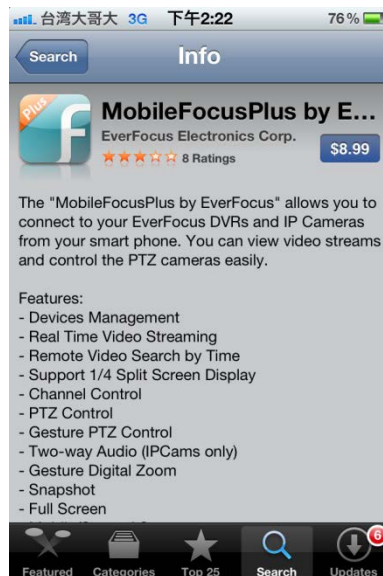 台湾大哥大 3G 下午2:22 76%
Search Info
Plus
f
MobileFocusPlus by E...
EverFocus Electronics Corp.
8 Ratings
$8.99
The "MobileFocusPlus by EverFocus" allows you to
connect to your EverFocus DVRs and IP Cameras
from your smart phone. You can view video streams
and control the PTZ cameras easily.
Features:
- Devices Management
- Real Time Video Streaming
- Remote Video Search by Time
- Support 1/4 Split Screen Display
- Channel Control
- PTZ Control
- Gesture PTZ Control
- Two-way Audio (IPCams only)
- Gesture Digital Zoom
- Snapshot
- Full Screen
6
Featured Categories Top 25 Search Updates